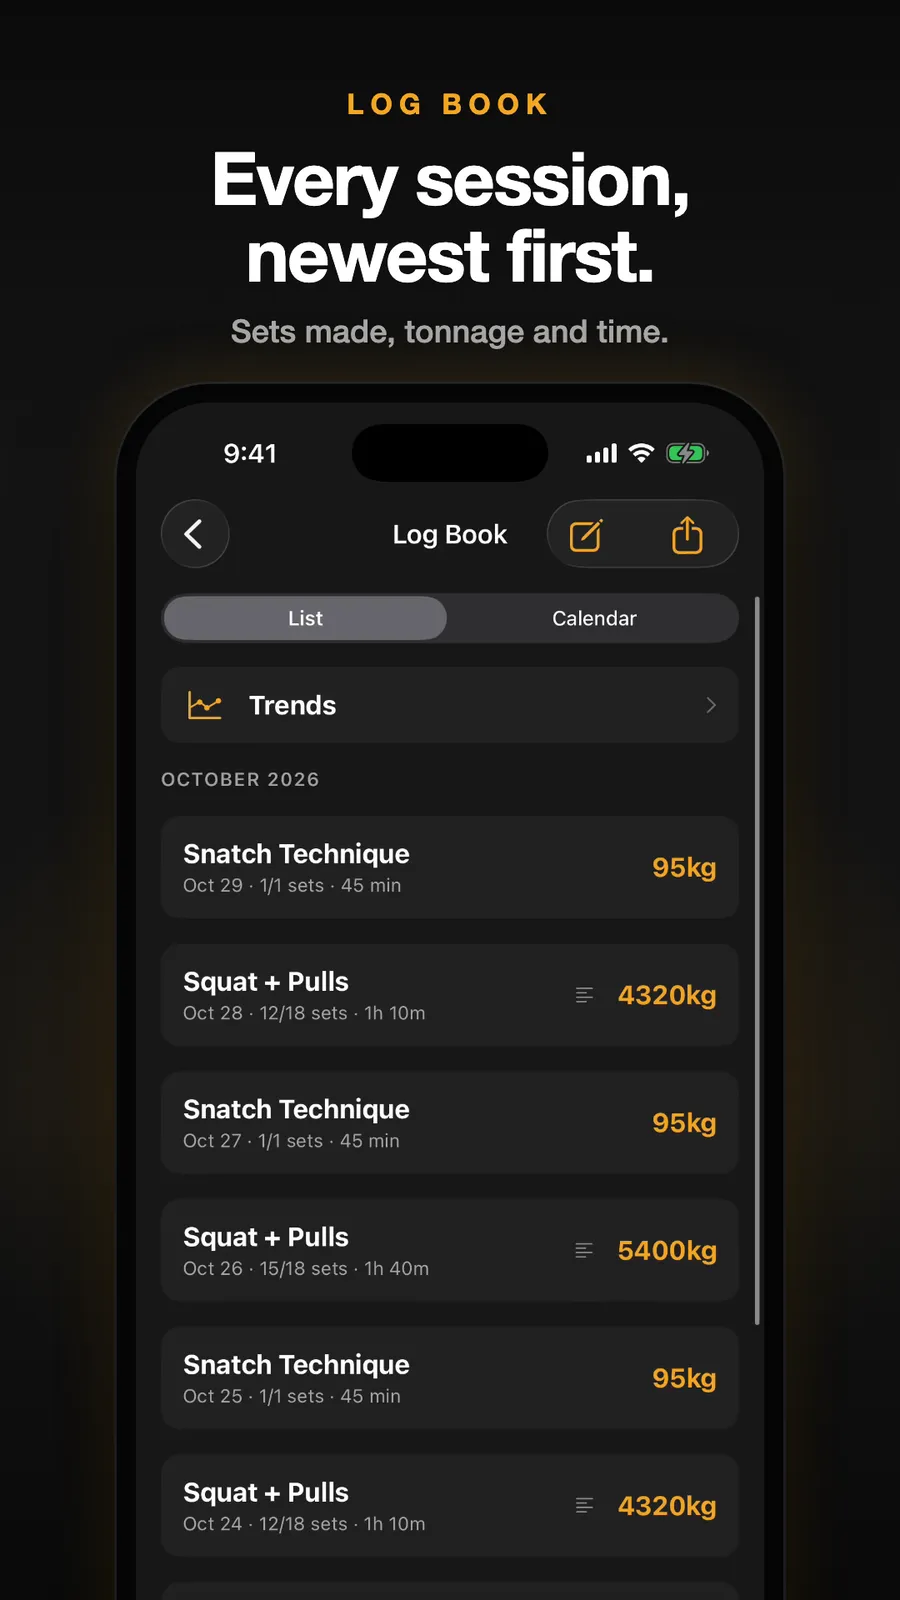 LOG BOOK
Every session,
newest first.
Sets made, tonnage and time.
9:41
Log Book
List
Calendar
Trends
OCTOBER 2026
Snatch Technique
95kg
Oct 29 · 1/1 sets · 45 min
Squat + Pulls
4320kg
Oct 28 · 12/18 sets · 1h 10m
Snatch Technique
95kg
Oct 27 · 1/1 sets · 45 min
Squat + Pulls
5400kg
Oct 26 · 15/18 sets · 1h 40m
Snatch Technique
95kg
Oct 25 · 1/1 sets · 45 min
Squat + Pulls
4320kg
Oct 24 · 12/18 sets · 1h 10m